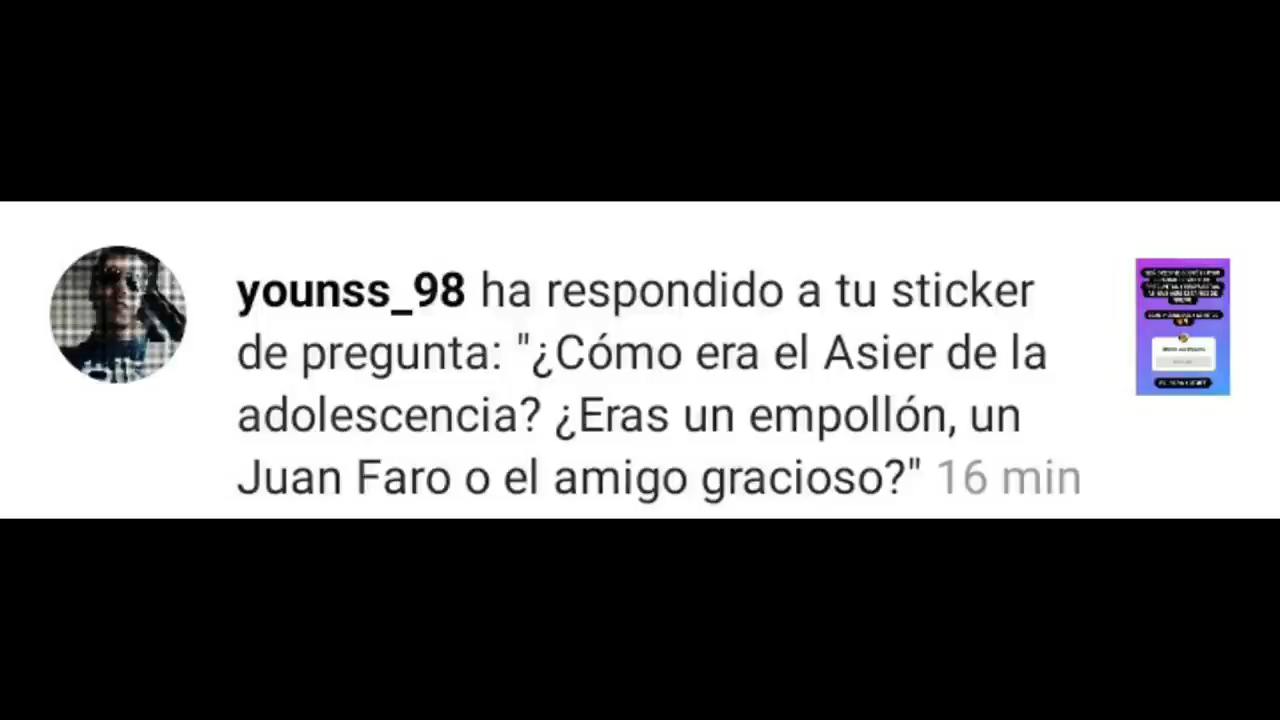 younss_98 ha respondido a tu sticker
de pregunta: "¿Cómo era el Asier de la
adolescencia? ¿Eras un empollón, un
Juan Faro o el amigo gracioso?" 16 min